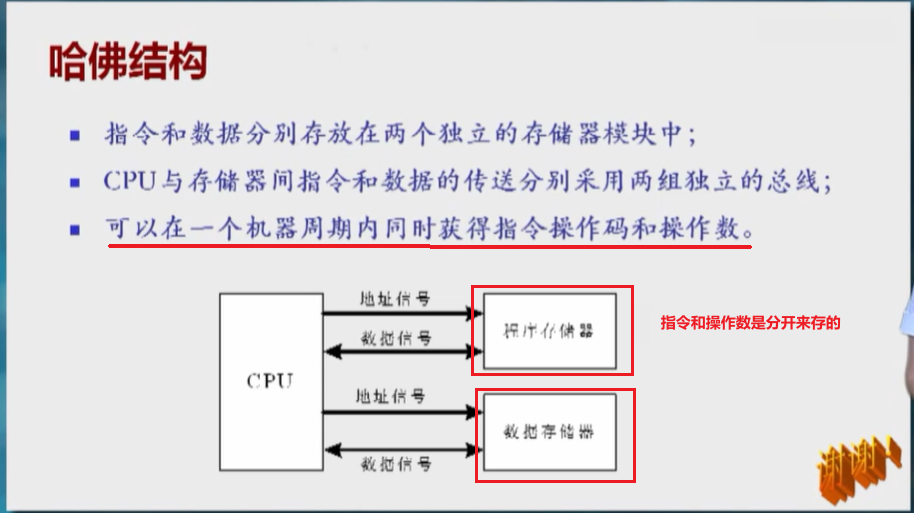 哈佛结构
指令和数据分别存放在两个独立的存储器模块中；
CPU与存储器间指令和数据的传送分别采用两组独立的总线；
可以在一个机器周期内同时获得指令操作码和操作数。
地址信号
程序存储器
指令和操作数是分开来存的
数据信号
CPU
地址信号
数据存储器
数据信号
谢谢！